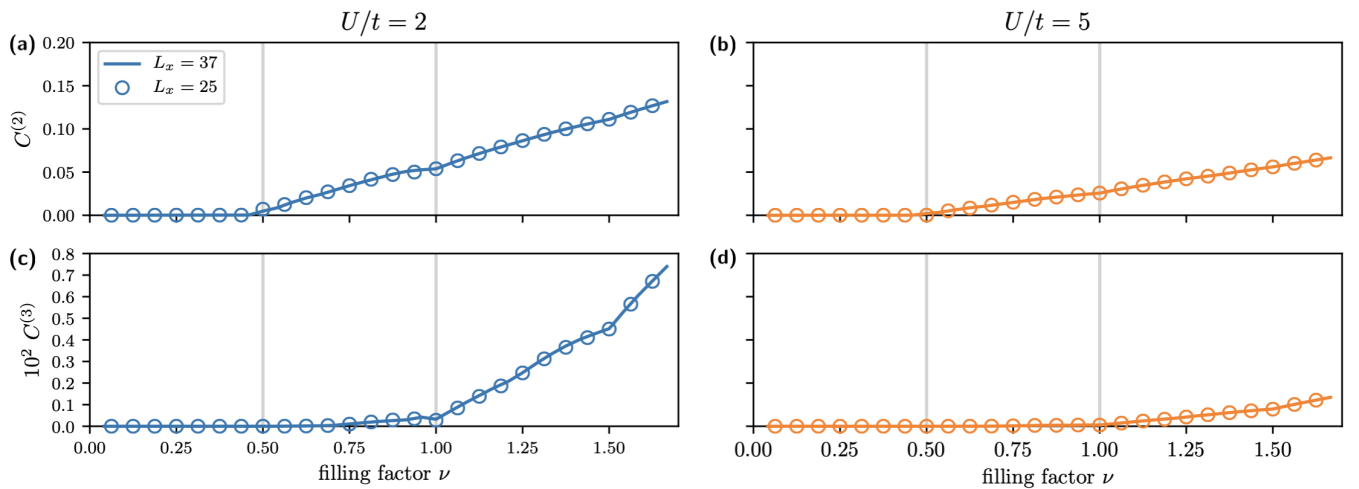 U/t = 2
U/t = 5
(a)
0.20
0.15
0.10
0.05
0.00
C^{(2)}
L_x = 37
L_x = 25
(b)
(c)
0.8
0.7
0.6
0.5
0.4
0.3
0.2
0.1
0.0
10^2 C^{(3)}
0.00 0.25 0.50 0.75 1.00 1.25 1.50
filling factor ν
(d)
0.00 0.25 0.50 0.75 1.00 1.25 1.50
filling factor ν